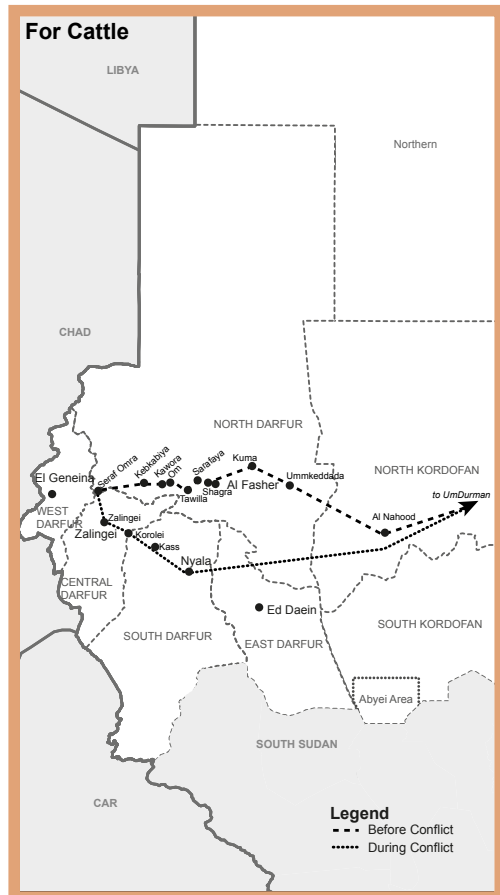 For Cattle
LIBYA
Northern
CHAD
NORTH DARFUR
Kebkabiya
Kawora
Om
Sarafaya
Kuma
Seraf Omra
El Geneina
Shagra
Al Fasher
Ummkeddada
NORTH KORDOFAN
Tawilla
to UmDurman
WEST
DARFUR
Zalingei
Zalingei
Korolei
Al Nahood
Kass
Nyala
CENTRAL
DARFUR
Ed Daein
SOUTH DARFUR
EAST DARFUR
SOUTH KORDOFAN
Abyei Area
SOUTH SUDAN
CAR
Legend
Before Conflict
During Conflict